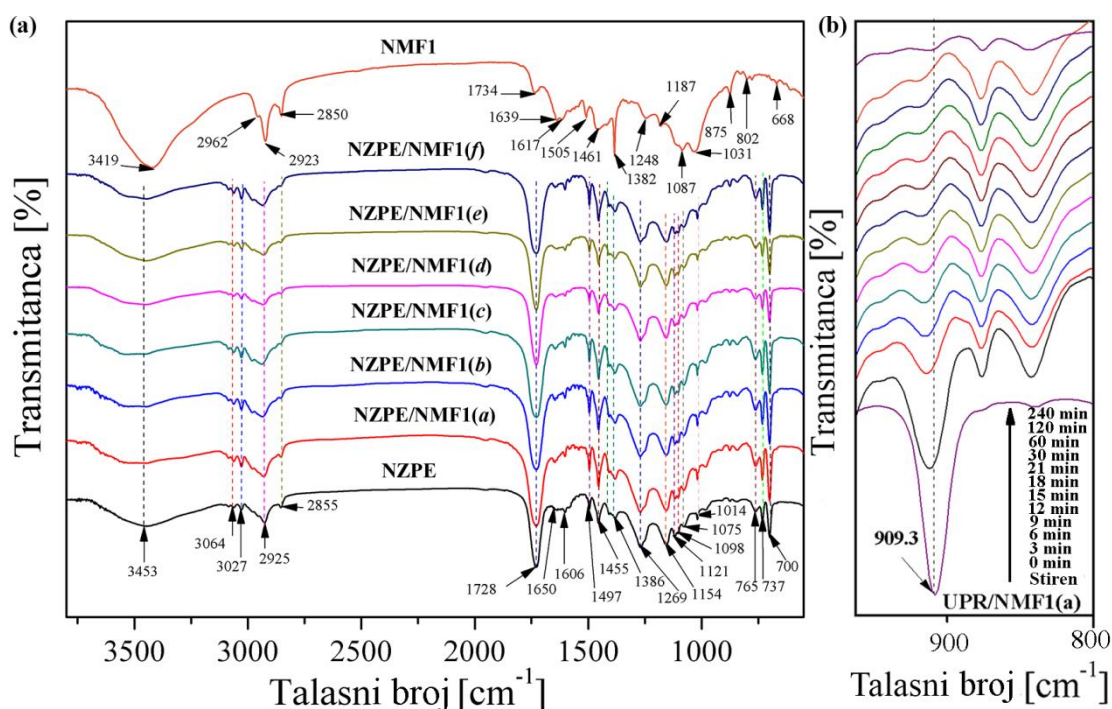 (a)
NMF1
3419
2962
2923
2850
1734
1639
1617
1505
1461
1382
1248
1187
1087
1031
875
802
668
NZPE/NMF1(f)
NZPE/NMF1(e)
NZPE/NMF1(d)
NZPE/NMF1(c)
NZPE/NMF1(b)
NZPE/NMF1(a)
NZPE
3453
3064
3027
2925
2855
1728
1650
1606
1497
1455
1386
1269
1154
1121
1098
1075
1014
765
737
700
Transmitanca [%]
3500
3000
2500
2000
1500
1000
Talasni broj [cm-1]
(b)
Transmitanca [%]
240 min
120 min
60 min
30 min
21 min
18 min
15 min
12 min
9 min
6 min
3 min
0 min
Stiren
909.3
UPR/NMF1(a)
900
800
Talasni broj [cm-1]